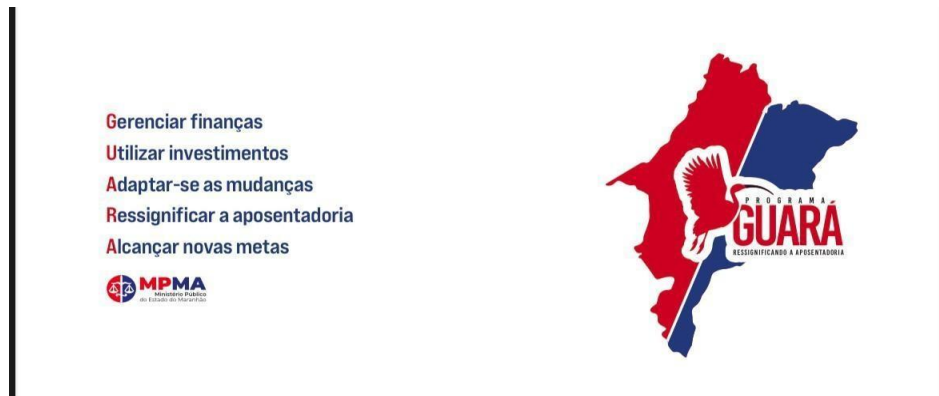 Gerenciar finanças
Utilizar investimentos
Adaptar-se as mudanças
Ressignificar a aposentadoria
Alcançar novas metas
MPMA
Ministério Público
do Estado do Maranhão
PROGRAMA
GUARÁ
RESSIGNIFICANDO A APOSENTADORIA